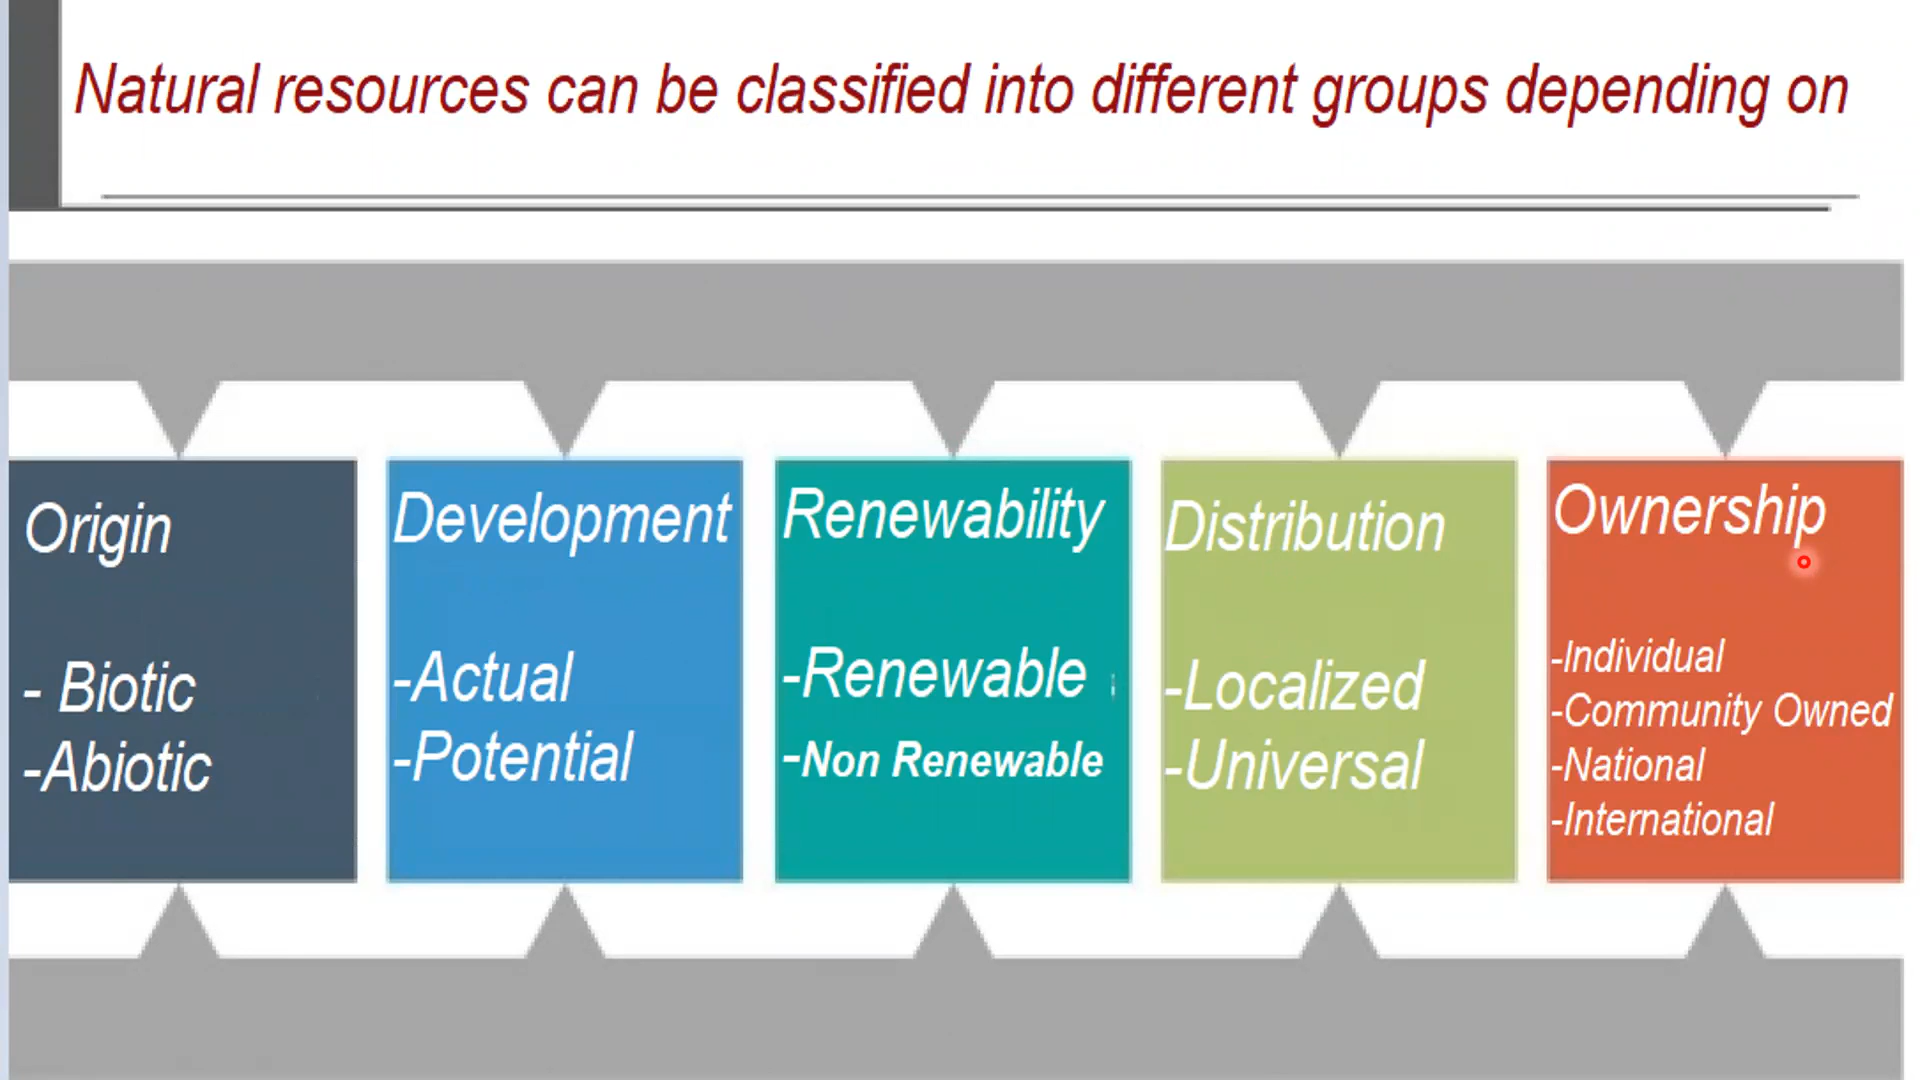 Natural resources can be classified into different groups depending on
Origin
- Biotic
-Abiotic
Development
-Actual
-Potential
Renewability
-Renewable
-Non Renewable
Distribution
-Localized
-Universal
Ownership
-Individual
-Community Owned
-National
-International